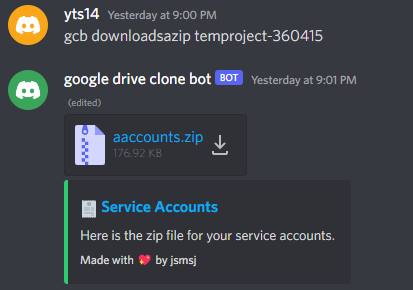 yts14 Yesterday at 9:00 PM
gcb downloadsazip temproject-360415
google drive clone bot BOT Yesterday at 9:01 PM
(edited)
aaccounts.zip
176.92 KB
🧾 Service Accounts
Here is the zip file for your service accounts.
Made with 💖 by jsmsj